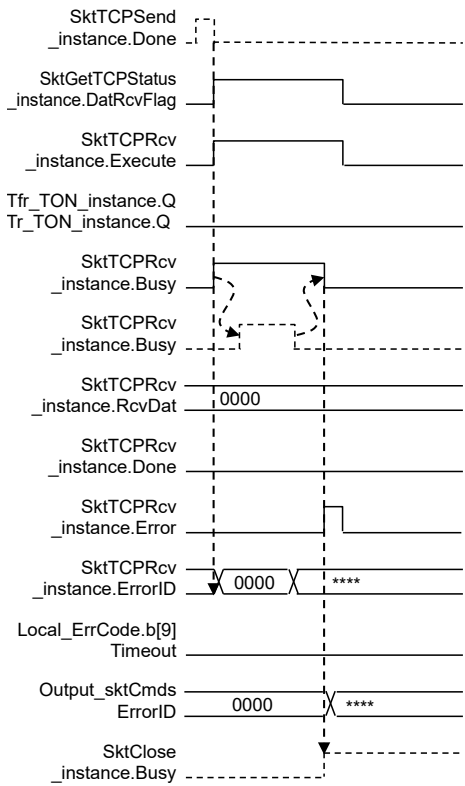 SktTCPSend
_instance.Done
SktGetTCPStatus
_instance.DatRcvFlag
SktTCPRcv
_instance.Execute
Tfr_TON_instance.Q
Tr_TON_instance.Q
SktTCPRcv
_instance.Busy
SktTCPRcv
_instance.Busy
SktTCPRcv
_instance.RcvDat
0000
SktTCPRcv
_instance.Done
SktTCPRcv
_instance.Error
SktTCPRcv
_instance.ErrorID
0000
****
Local_ErrCode.b[9]
Timeout
Output_sktCmds
ErrorID
0000
****
SktClose
_instance.Busy